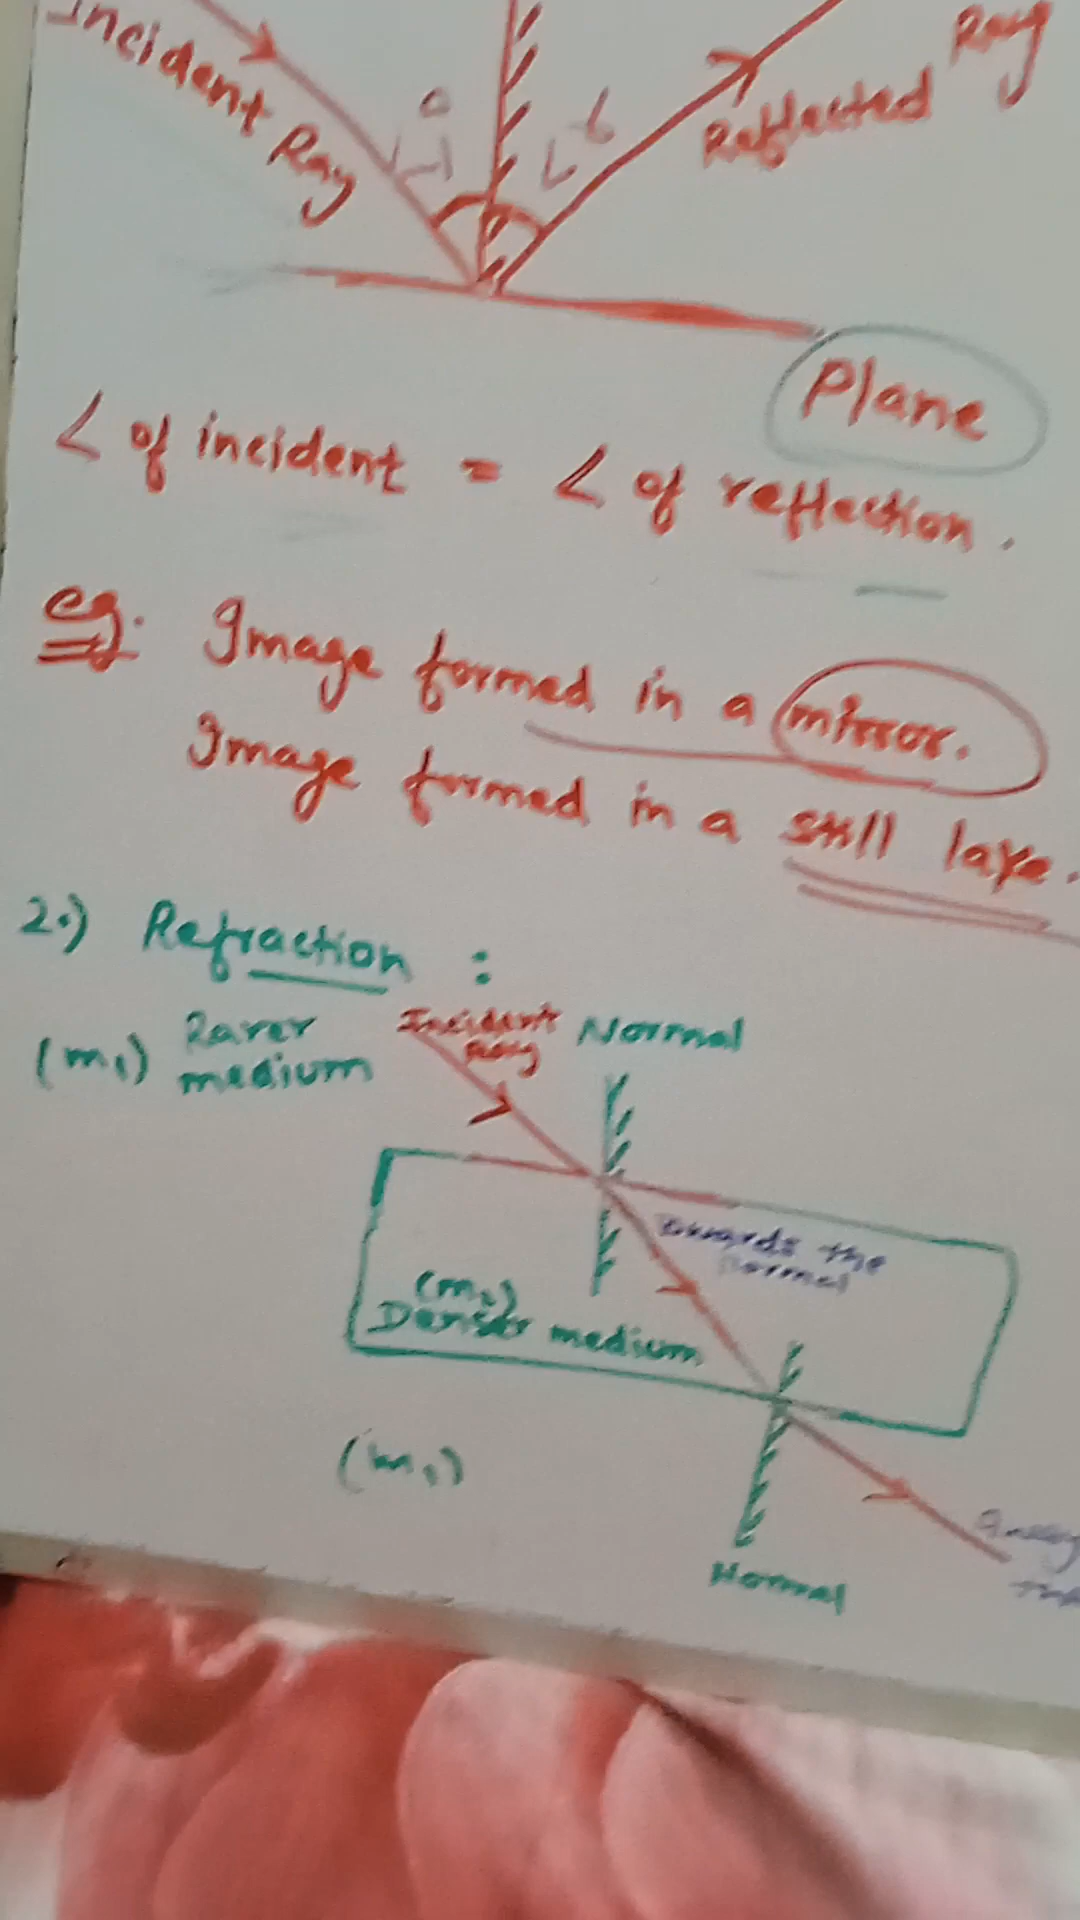 Incident Ray
i
r
Reflected Ray
Plane
∠ of incident = ∠ of reflection.
eg. Image formed in a mirror.
Image formed in a still lake.
2.) Refraction :
(m₁) Rarer medium
Incident Ray
Normal
Towards the normal
(m₂)
Denser medium
(m₁)
Normal